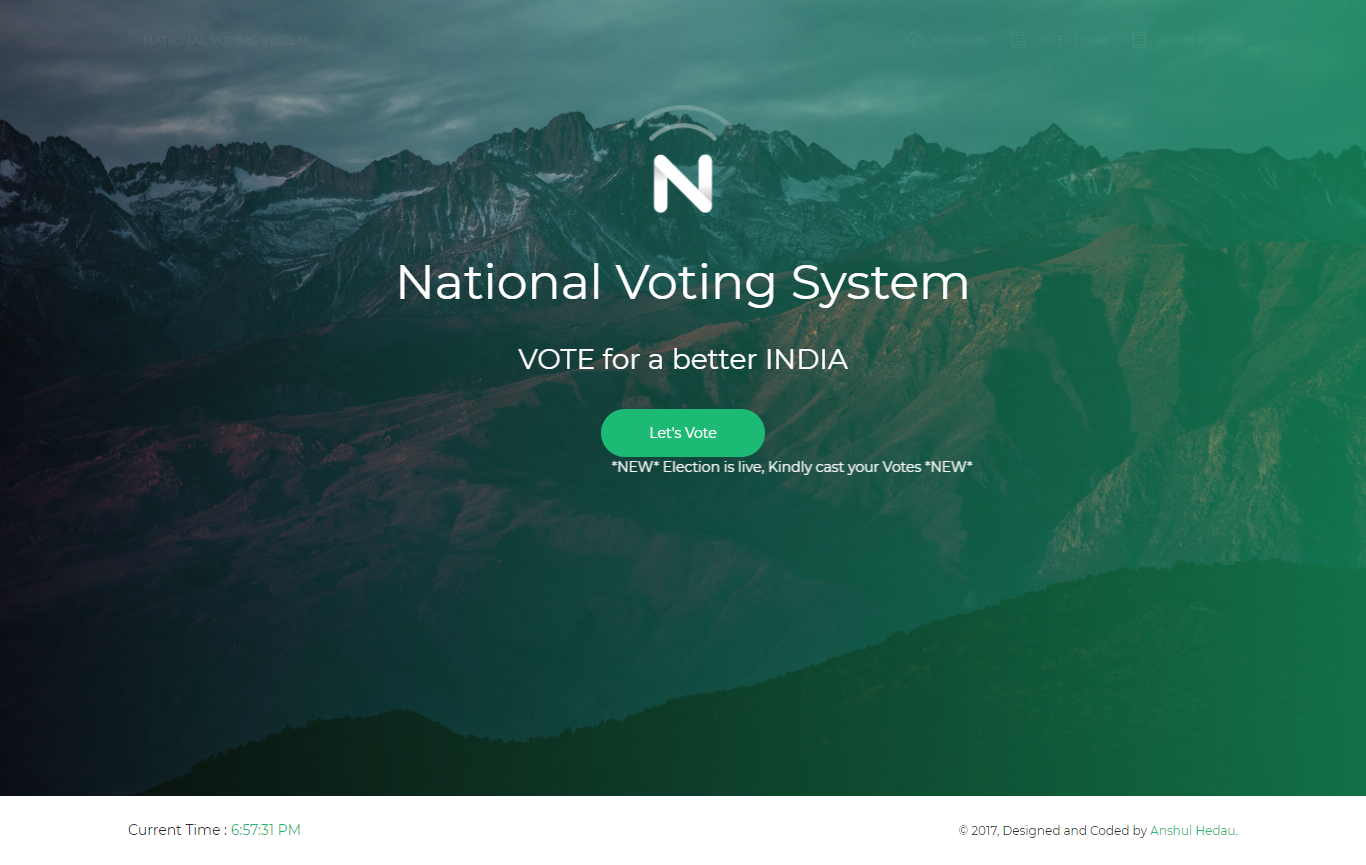 NATIONAL VOTING SYSTEM ABOUT US VOTER LOGIN ADMIN SECTION
N
National Voting System
VOTE for a better INDIA
Let's Vote
*NEW* Election is live, Kindly cast your Votes *NEW*
Current Time : 6:57:31 PM © 2017, Designed and Coded by Anshul Hedau.